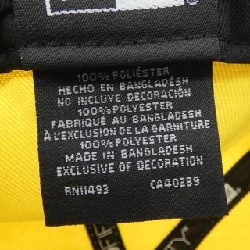 100% POLIÉSTER
HECHO EN BANGLADESH
NO INCLUYE DECORACIÓN
100% POLYESTER
FABRIQUÉ AU BANGLADESH
À L'EXCLUSION DE LA GARNITURE
100% POLYESTER
MADE IN BANGLADESH
EXCLUSIVE OF DECORATION
RN11493 CA40289